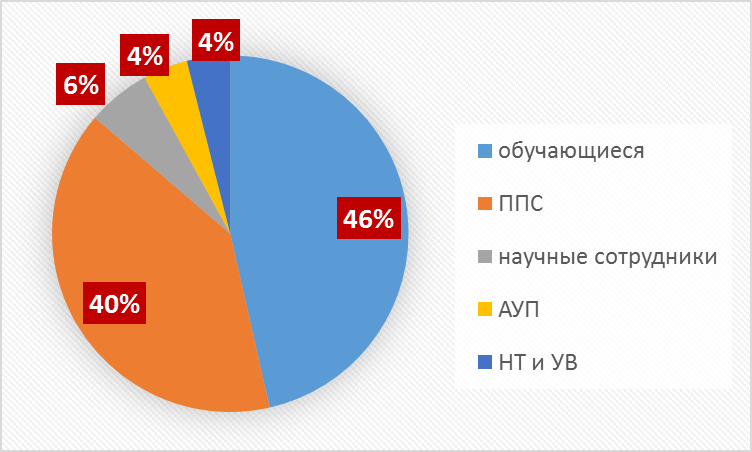 4%
4%
6%
46%
40%
обучающиеся
ППС
научные сотрудники
АУП
НТ и УВ